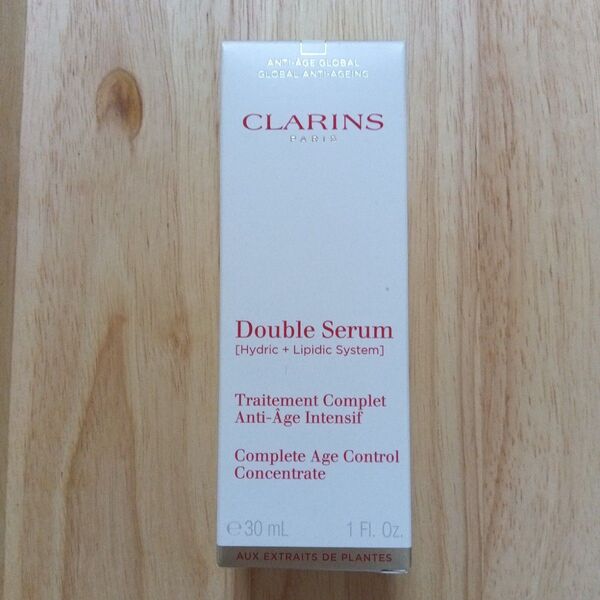 ANTI-ÂGE GLOBAL
GLOBAL ANTI-AGEING
CLARINS
PARIS
Double Serum
[Hydric + Lipidic System]
Traitement Complet
Anti-Âge Intensif
Complete Age Control
Concentrate
℮30 mL 1 Fl. Oz.
AUX EXTRAITS DE PLANTES